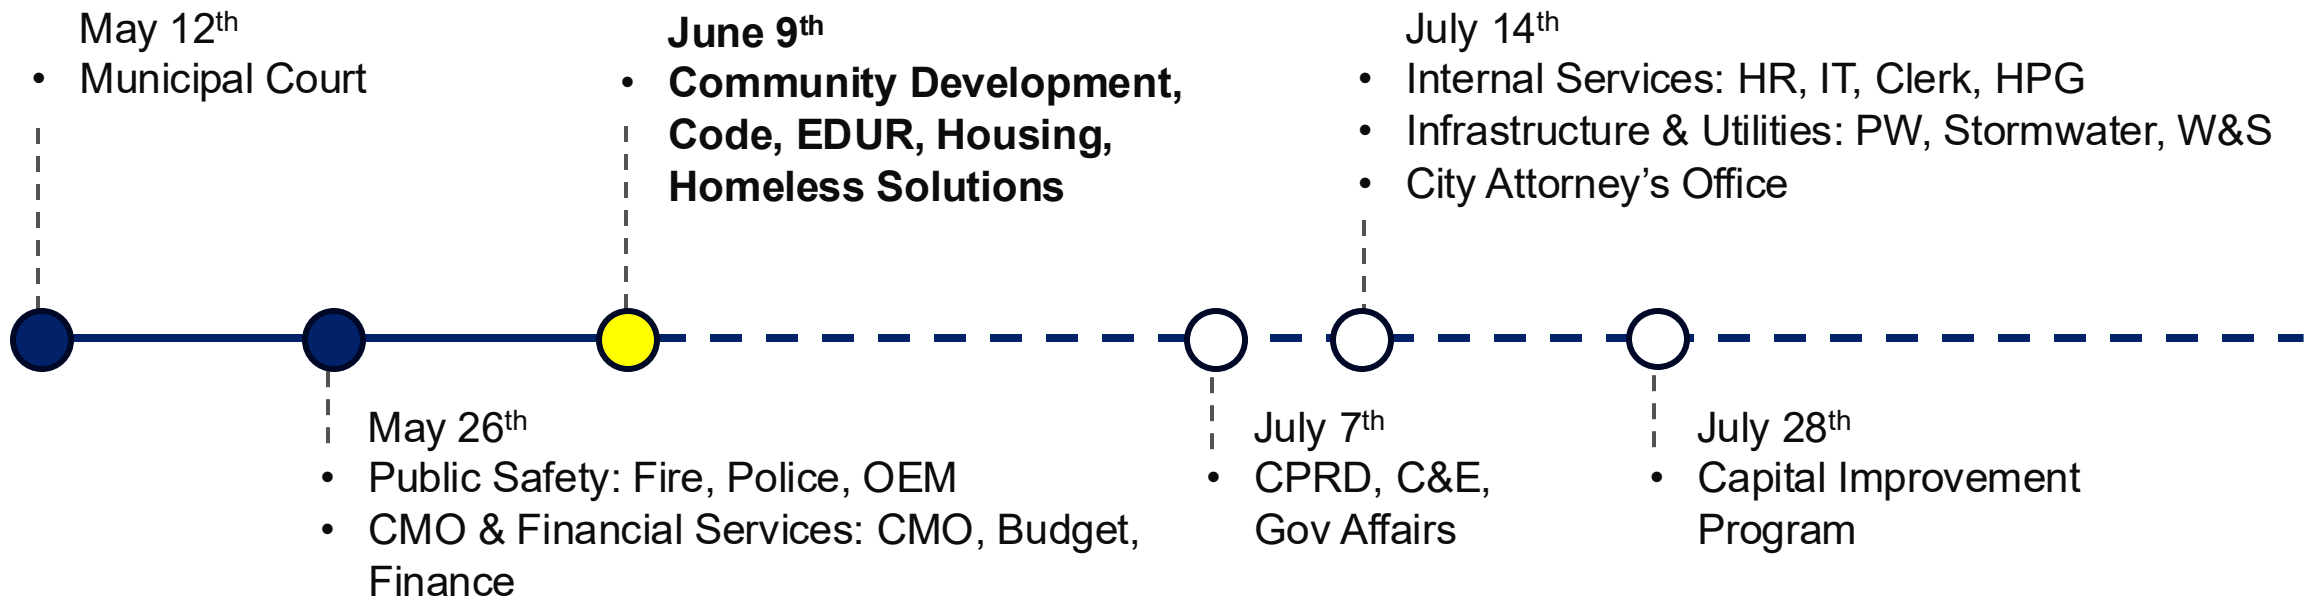 May 12th
• Municipal Court
June 9th
• Community Development,
Code, EDUR, Housing,
Homeless Solutions
July 14th
• Internal Services: HR, IT, Clerk, HPG
• Infrastructure & Utilities: PW, Stormwater, W&S
• City Attorney’s Office
May 26th
• Public Safety: Fire, Police, OEM
• CMO & Financial Services: CMO, Budget,
Finance
July 7th
• CPRD, C&E,
Gov Affairs
July 28th
• Capital Improvement
Program